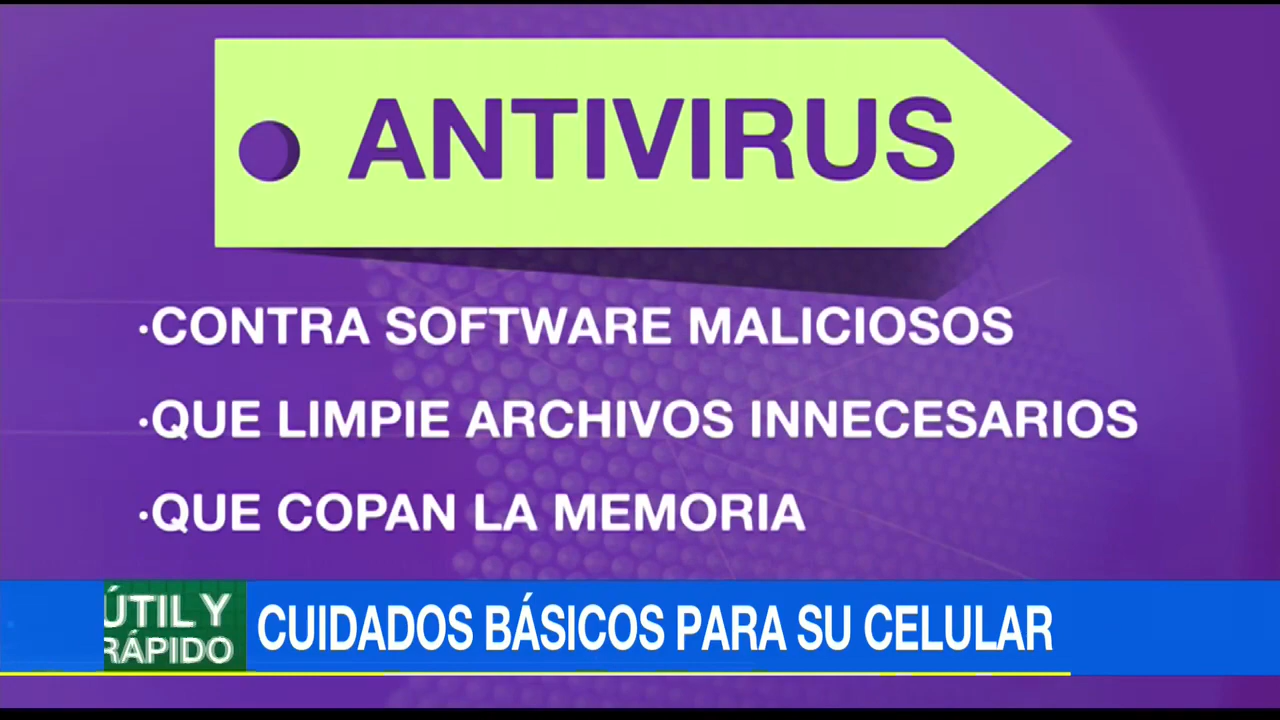 ANTIVIRUS
·CONTRA SOFTWARE MALICIOSOS
·QUE LIMPIE ARCHIVOS INNECESARIOS
·QUE COPAN LA MEMORIA
ÚTIL Y
RÁPIDO
CUIDADOS BÁSICOS PARA SU CELULAR